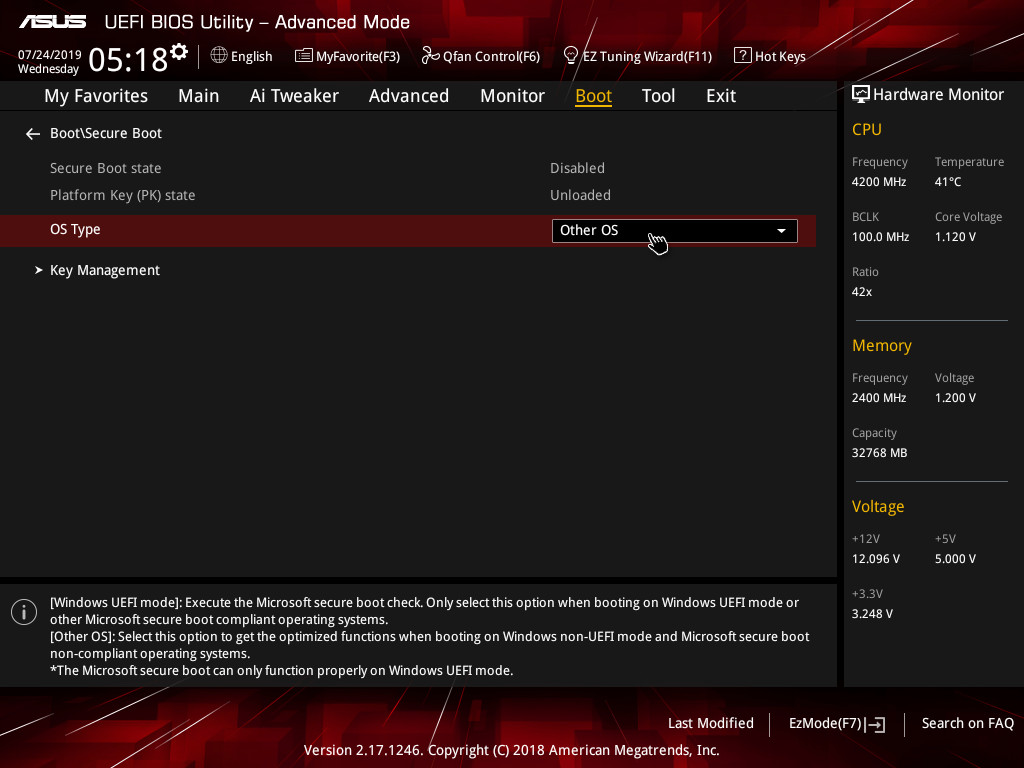 ASUS UEFI BIOS Utility – Advanced Mode
07/24/2019
Wednesday
05:18
English
MyFavorite(F3)
Qfan Control(F6)
EZ Tuning Wizard(F11)
? Hot Keys
My Favorites Main Ai Tweaker Advanced Monitor Boot Tool Exit
Boot\Secure Boot
Secure Boot state Disabled
Platform Key (PK) state Unloaded
OS Type Other OS
Key Management
[Windows UEFI mode]: Execute the Microsoft secure boot check. Only select this option when booting on Windows UEFI mode or
other Microsoft secure boot compliant operating systems.
[Other OS]: Select this option to get the optimized functions when booting on Windows non-UEFI mode and Microsoft secure boot
non-compliant operating systems.
*The Microsoft secure boot can only function properly on Windows UEFI mode.
Hardware Monitor
CPU
Frequency Temperature
4200 MHz 41°C
BCLK Core Voltage
100.0 MHz 1.120 V
Ratio
42x
Memory
Frequency Voltage
2400 MHz 1.200 V
Capacity
32768 MB
Voltage
+12V +5V
12.096 V 5.000 V
+3.3V
3.248 V
Last Modified EzMode(F7) Search on FAQ
Version 2.17.1246. Copyright (C) 2018 American Megatrends, Inc.